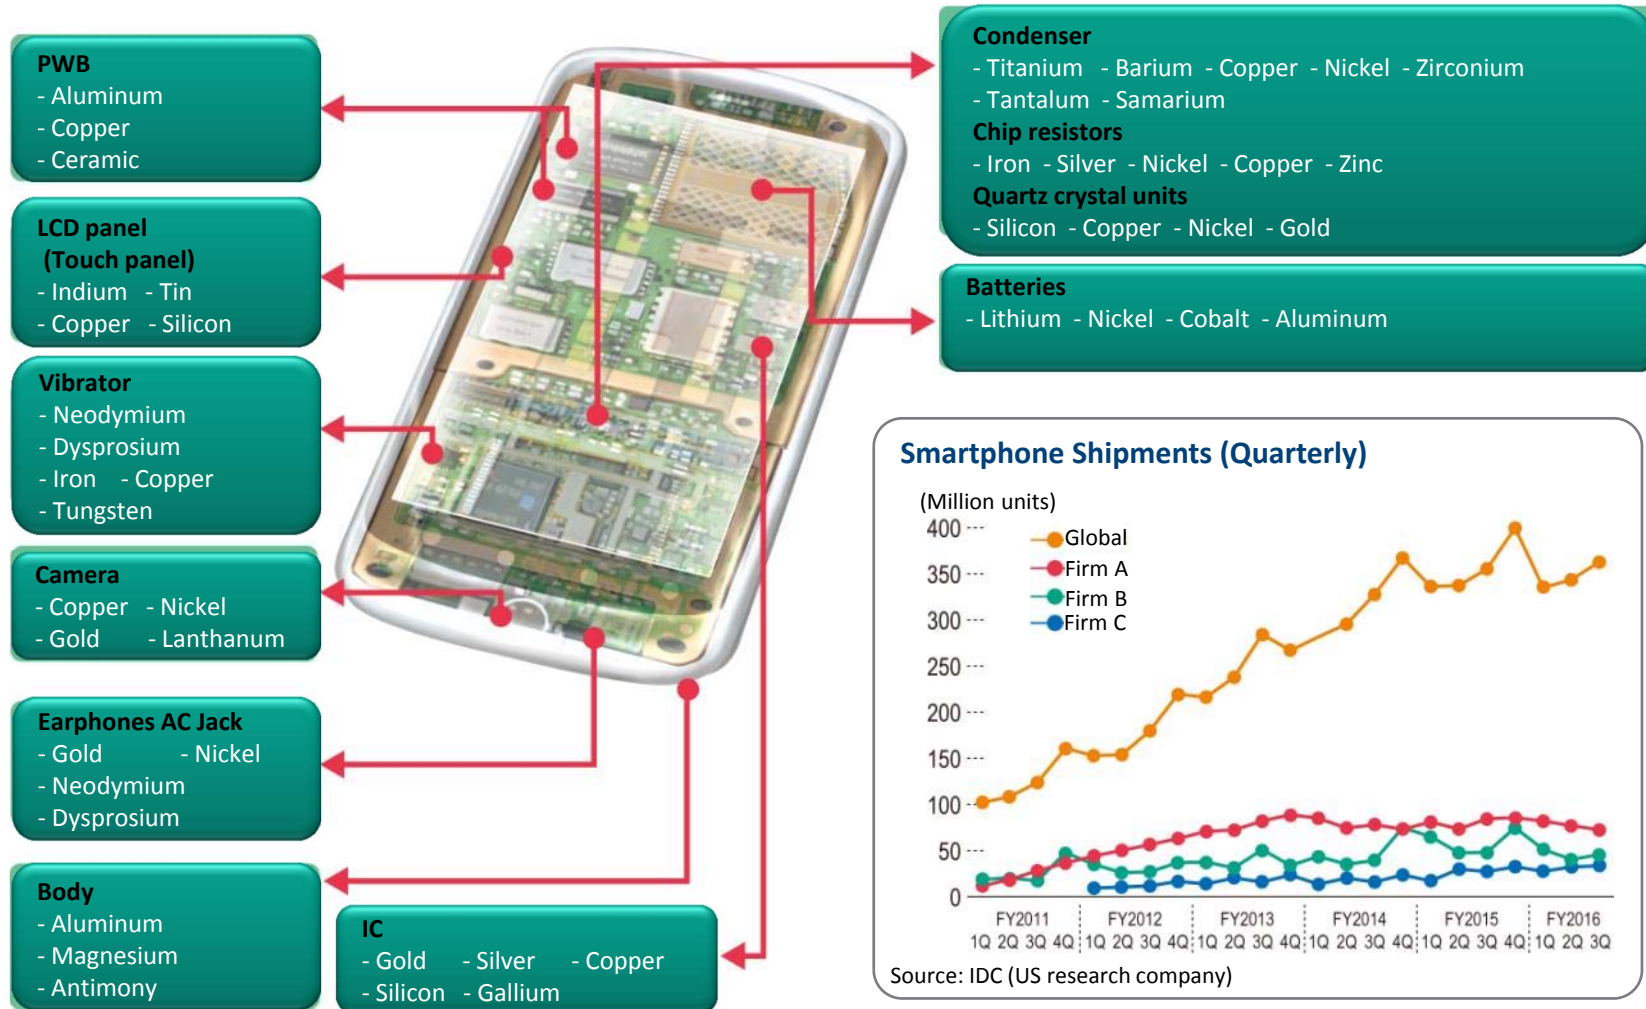 PWB
- Aluminum
- Copper
- Ceramic
LCD panel
(Touch panel)
- Indium - Tin
- Copper - Silicon
Vibrator
- Neodymium
- Dysprosium
- Iron - Copper
- Tungsten
Camera
- Copper - Nickel
- Gold - Lanthanum
Earphones AC Jack
- Gold - Nickel
- Neodymium
- Dysprosium
Body
- Aluminum
- Magnesium
- Antimony
IC
- Gold - Silver - Copper
- Silicon - Gallium
Condenser
- Titanium - Barium - Copper - Nickel - Zirconium
- Tantalum - Samarium
Chip resistors
- Iron - Silver - Nickel - Copper - Zinc
Quartz crystal units
- Silicon - Copper - Nickel - Gold
Batteries
- Lithium - Nickel - Cobalt - Aluminum
Smartphone Shipments (Quarterly)
(Million units)
400
350
300
250
200
150
100
50
0
Global
Firm A
Firm B
Firm C
FY2011 FY2012 FY2013 FY2014 FY2015 FY2016
1Q 2Q 3Q 4Q 1Q 2Q 3Q 4Q 1Q 2Q 3Q 4Q 1Q 2Q 3Q 4Q 1Q 2Q 3Q 4Q 1Q 2Q 3Q
Source: IDC (US research company)